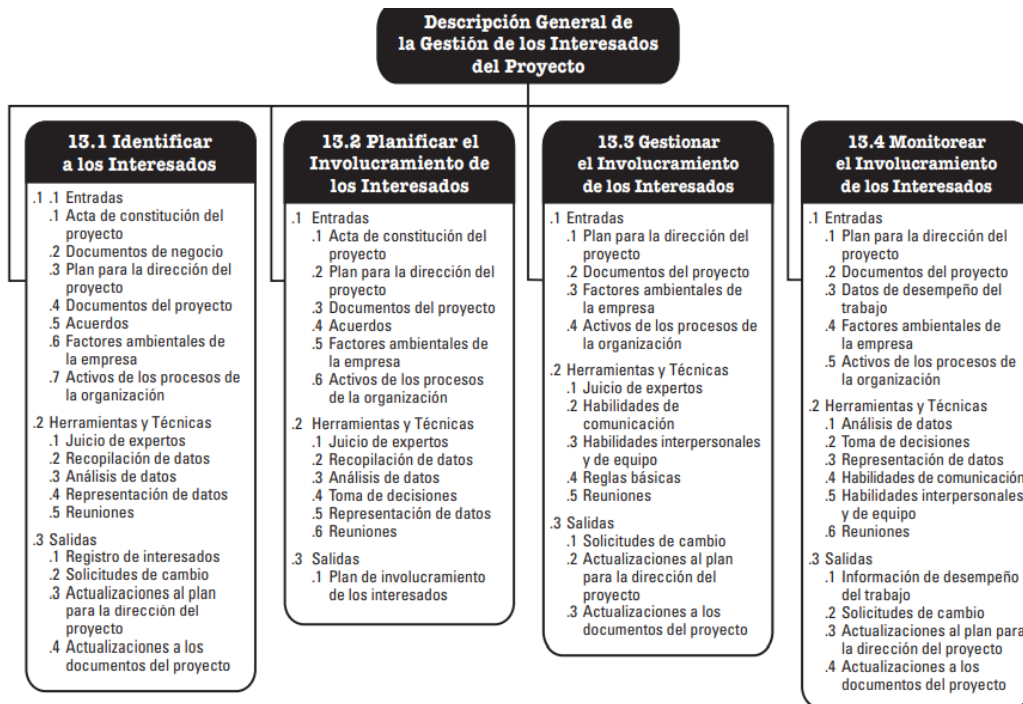 Descripción General de
la Gestión de los Interesados
del Proyecto
13.1 Identificar
a los Interesados
.1 .1 Entradas
.1 Acta de constitución del
proyecto
.2 Documentos de negocio
.3 Plan para la dirección del
proyecto
.4 Documentos del proyecto
.5 Acuerdos
.6 Factores ambientales de
la empresa
.7 Activos de los procesos de
la organización
.2 Herramientas y Técnicas
.1 Juicio de expertos
.2 Recopilación de datos
.3 Análisis de datos
.4 Representación de datos
.5 Reuniones
.3 Salidas
.1 Registro de interesados
.2 Solicitudes de cambio
.3 Actualizaciones al plan
para la dirección del
proyecto
.4 Actualizaciones a los
documentos del proyecto
13.2 Planificar el
Involucramiento de
los Interesados
.1 Entradas
.1 Acta de constitución del
proyecto
.2 Plan para la dirección del
proyecto
.3 Documentos del proyecto
.4 Acuerdos
.5 Factores ambientales de
la empresa
.6 Activos de los procesos
de la organización
.2 Herramientas y Técnicas
.1 Juicio de expertos
.2 Recopilación de datos
.3 Análisis de datos
.4 Toma de decisiones
.5 Representación de datos
.6 Reuniones
.3 Salidas
.1 Plan de involucramiento
de los interesados
13.3 Gestionar
el Involucramiento
de los Interesados
.1 Entradas
.1 Plan para la dirección del
proyecto
.2 Documentos del proyecto
.3 Factores ambientales de
la empresa
.4 Activos de los procesos de
la organización
.2 Herramientas y Técnicas
.1 Juicio de expertos
.2 Habilidades de
comunicación
.3 Habilidades interpersonales
y de equipo
.4 Reglas básicas
.5 Reuniones
.3 Salidas
.1 Solicitudes de cambio
.2 Actualizaciones al plan
para la dirección del
proyecto
.3 Actualizaciones a los
documentos del proyecto
13.4 Monitorear
el Involucramiento
de los Interesados
.1 Entradas
.1 Plan para la dirección del
proyecto
.2 Documentos del proyecto
.3 Datos de desempeño del
trabajo
.4 Factores ambientales de
la empresa
.5 Activos de los procesos de
la organización
.2 Herramientas y Técnicas
.1 Análisis de datos
.2 Toma de decisiones
.3 Representación de datos
.4 Habilidades de comunicación
.5 Habilidades interpersonales
y de equipo
.6 Reuniones
.3 Salidas
.1 Información de desempeño
del trabajo
.2 Solicitudes de cambio
.3 Actualizaciones al plan para
la dirección del proyecto
.4 Actualizaciones a los
documentos del proyecto